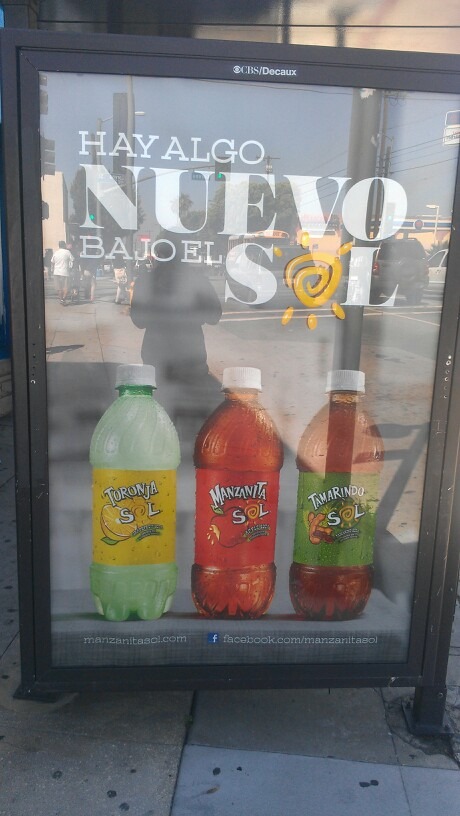 CBS/Decaux
HAY ALGO
NUEVO
BAJO EL
SOL
TORONJA
SOL
MANZANITA
SOL
TAMARINDO
SOL
manzanitasol.com
facebook.com/manzanitasol